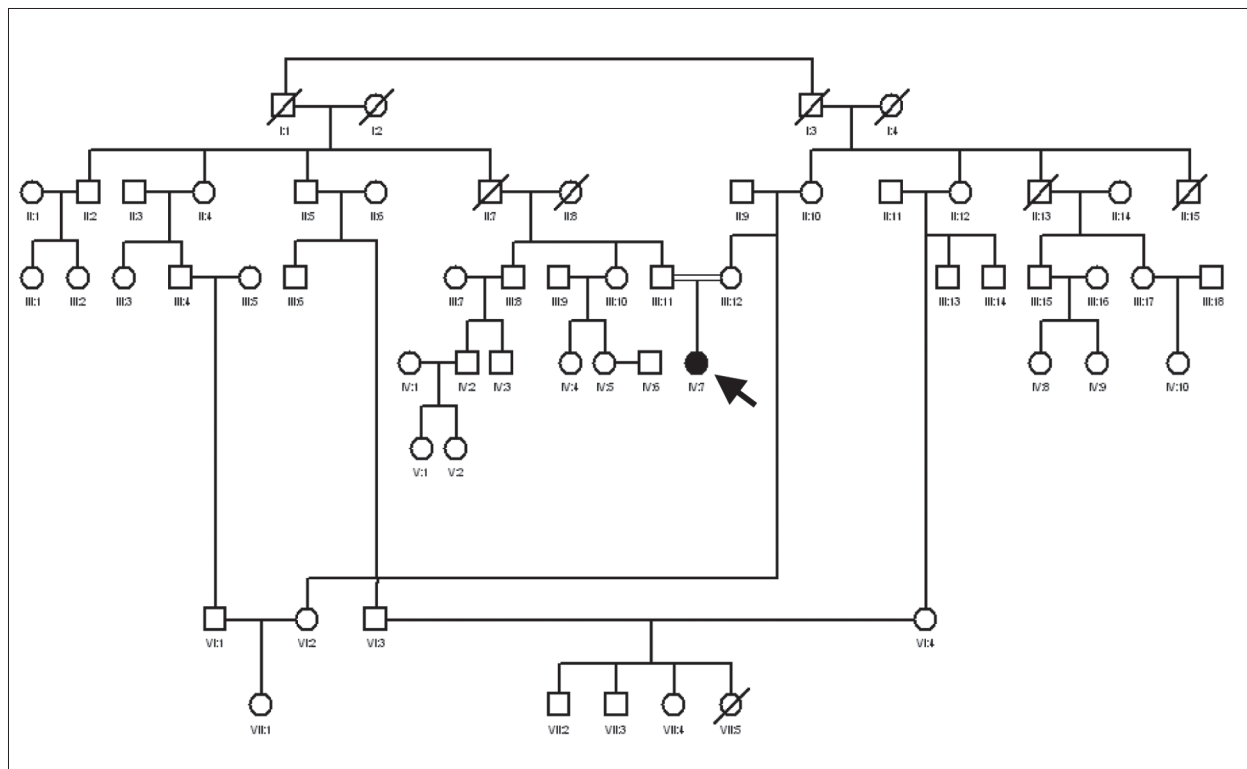 I:1 I:2 I:3 I:4
II:1 II:2 II:3 II:4 II:5 II:6 II:7 II:8 II:9 II:10 II:11 II:12 II:13 II:14 II:15
III:1 III:2 III:3 III:4 III:5 III:6 III:7 III:8 III:9 III:10 III:11 III:12 III:13 III:14 III:15 III:16 III:17 III:18
IV:1 IV:2 IV:3 IV:4 IV:5 IV:6 IV:7 IV:8 IV:9 IV:10
V:1 V:2
VI:1 VI:2 VI:3 VI:4
VII:1 VII:2 VII:3 VII:4 VII:5